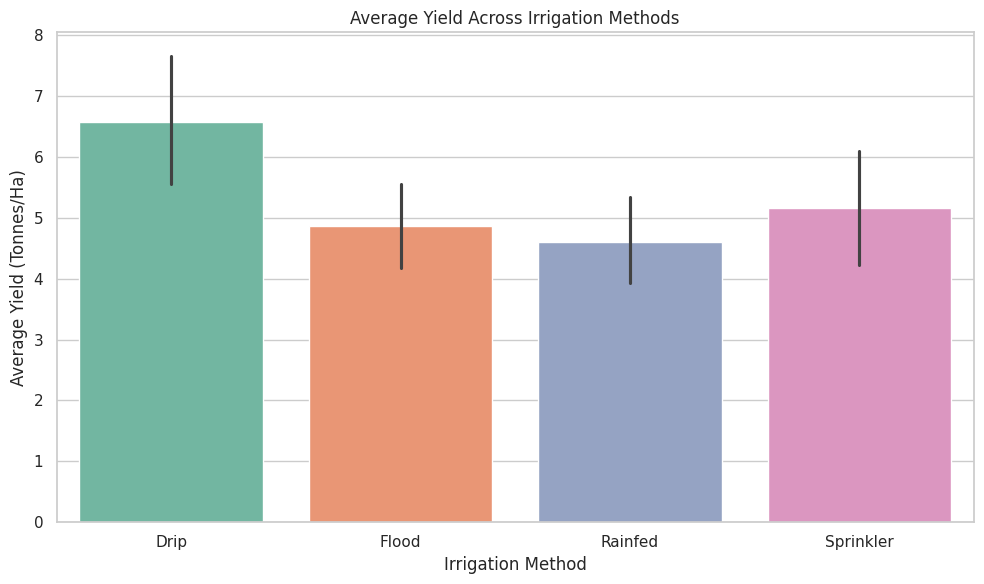 Average Yield Across Irrigation Methods
Average Yield (Tonnes/Ha)
8
7
6
5
4
3
2
1
0
Drip Flood Rainfed Sprinkler
Irrigation Method